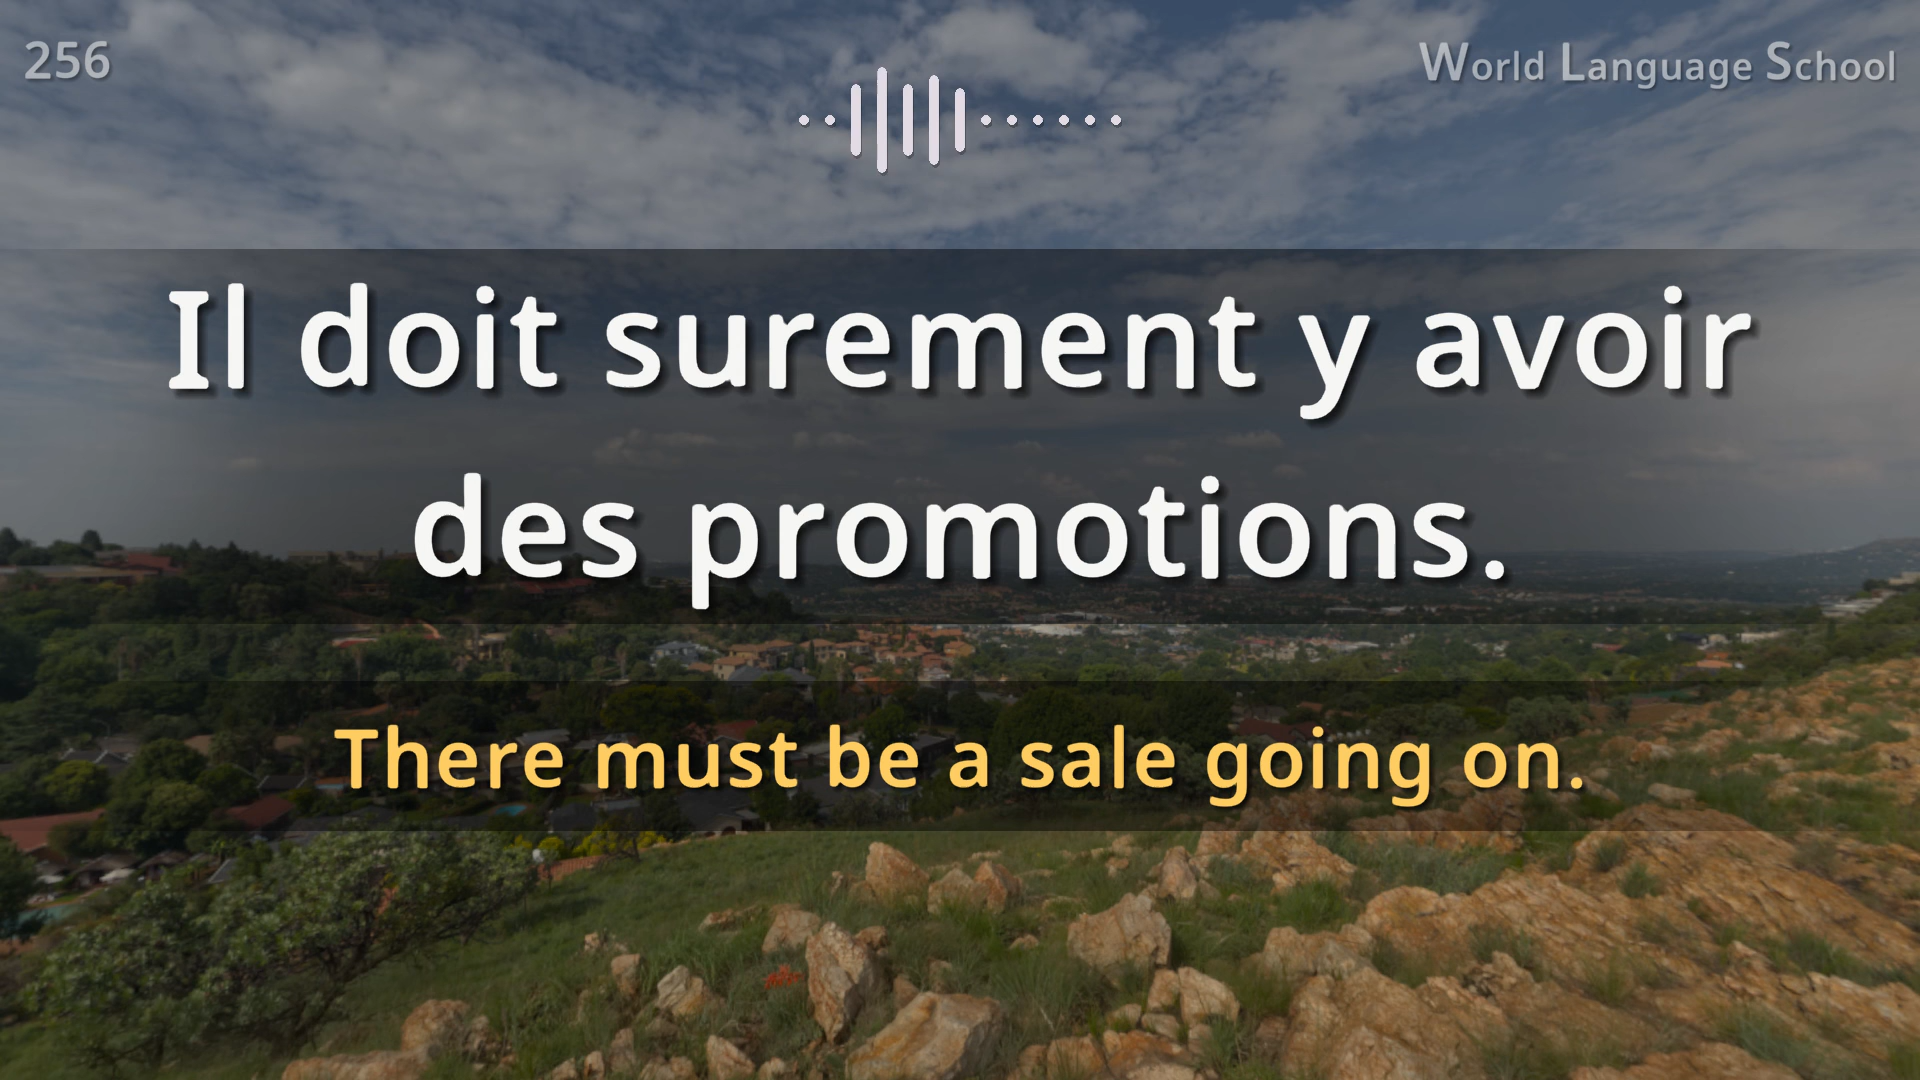 256
World Language School
Il doit surement y avoir
des promotions.
There must be a sale going on.